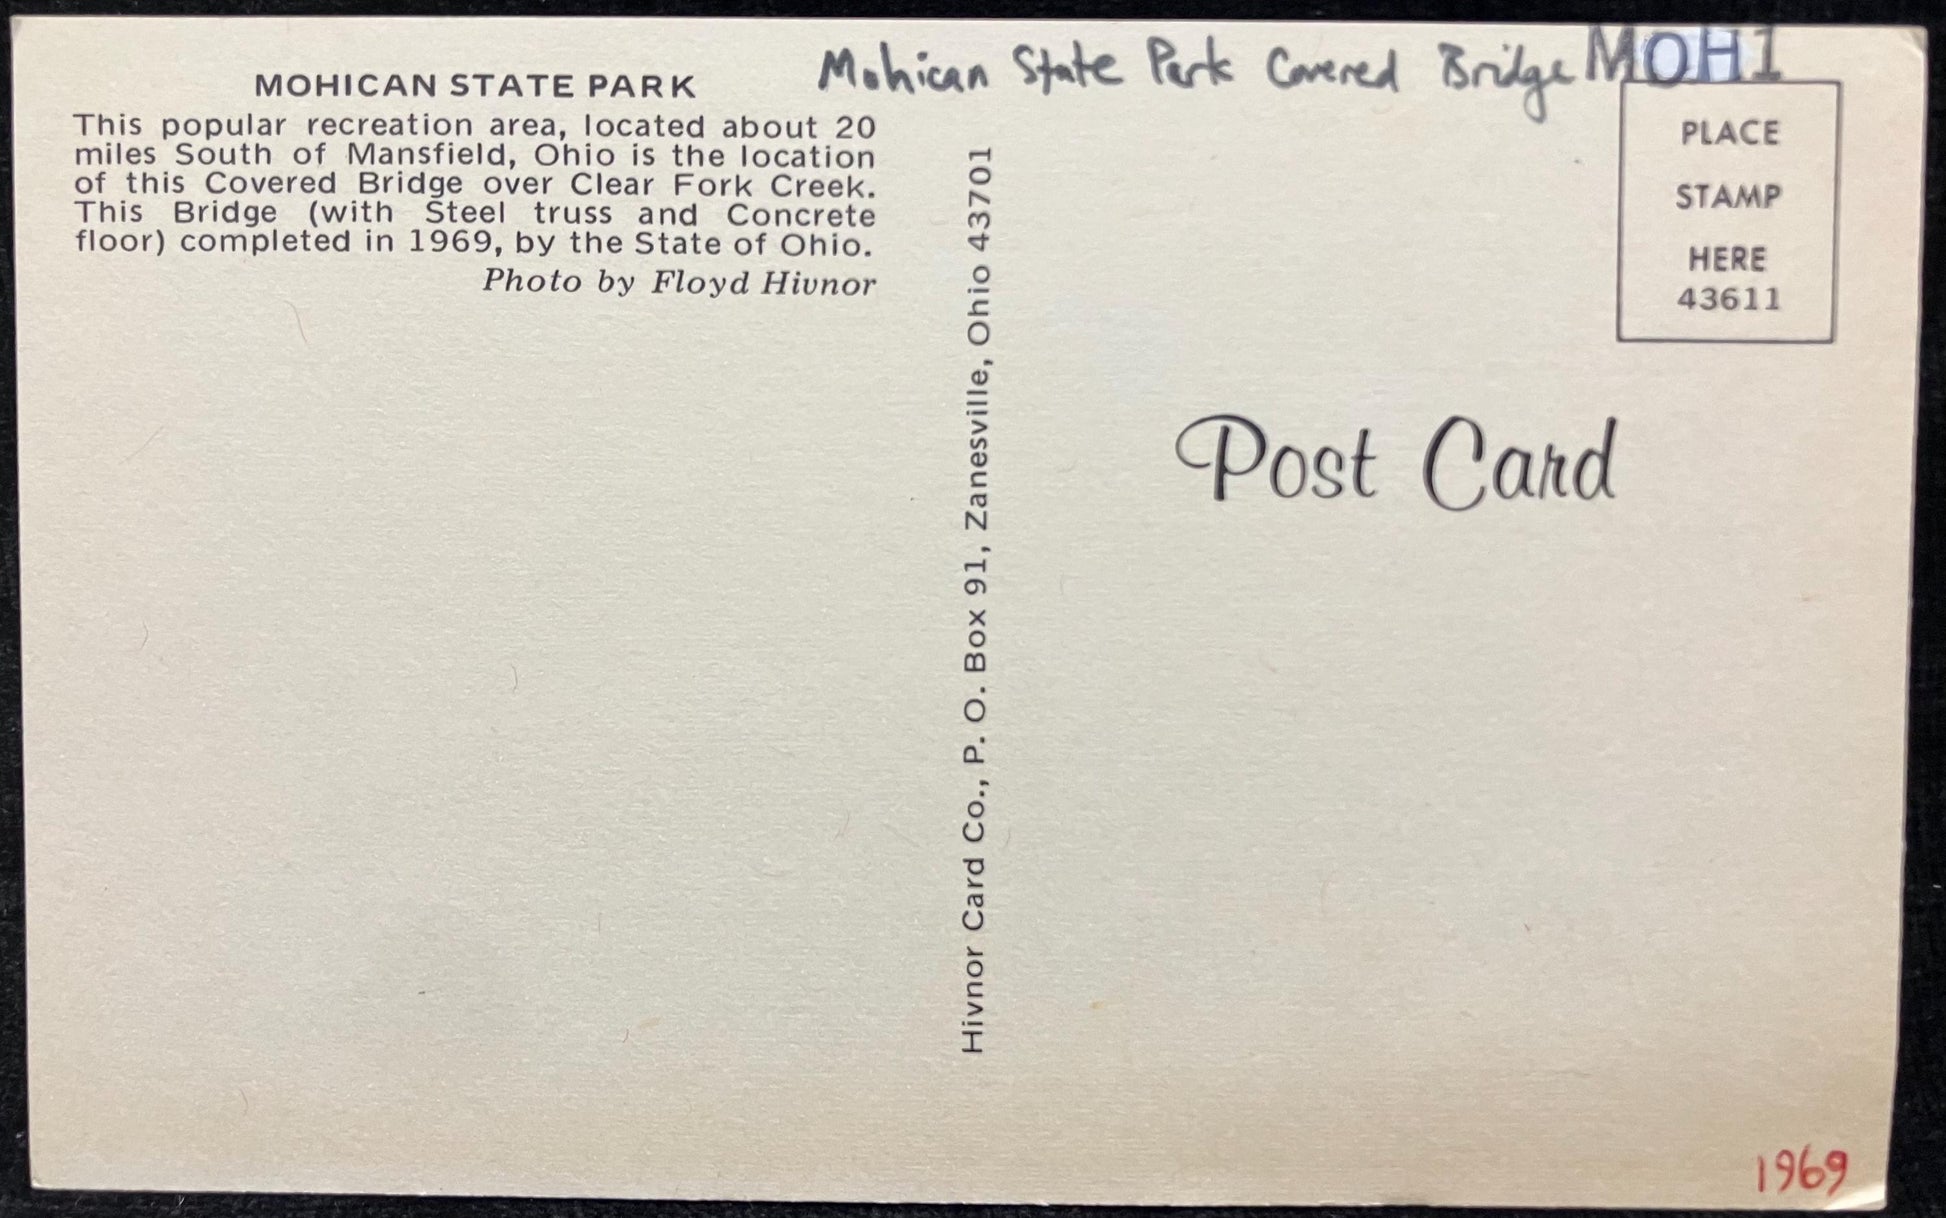 MOHICAN STATE PARK
This popular recreation area, located about 20
miles South of Mansfield, Ohio is the location
of this Covered Bridge over Clear Fork Creek.
This Bridge (with Steel truss and Concrete
floor) completed in 1969, by the State of Ohio.
Photo by Floyd Hivnor
Hivnor Card Co., P. O. Box 91, Zanesville, Ohio 43701
Mohican State Park Covered Bridge MOH1
PLACE
STAMP
HERE
43611
Post Card
1969